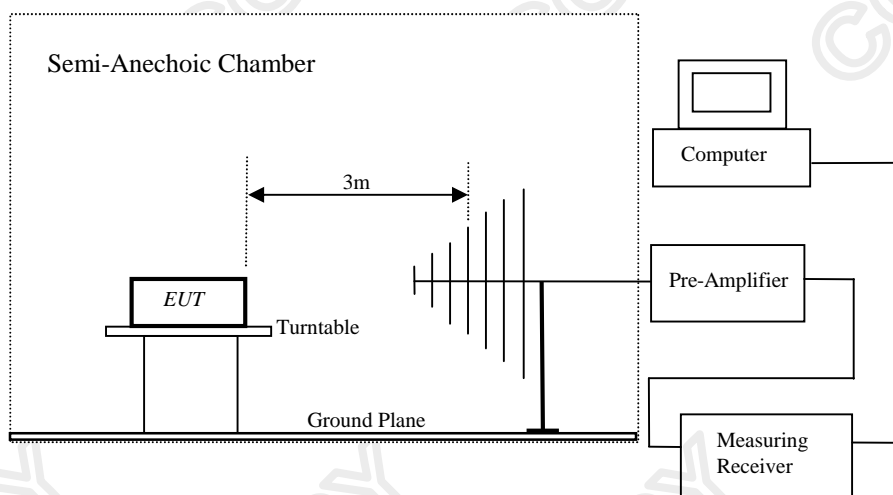 Semi-Anechoic Chamber
3m
Computer
EUT
Turntable
Pre-Amplifier
Ground Plane
Measuring
Receiver